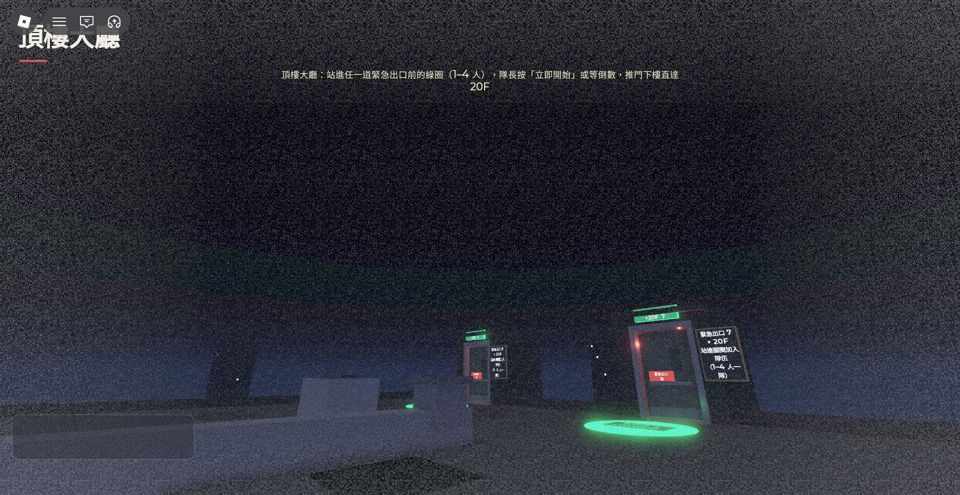 頂樓大廳
頂樓大廳：站進任一道緊急出口前的綠圈（1–4 人），隊長按「立即開始」或等倒數，推門下樓直達
20F
緊急出口 7
▼ 20F
站進圈圈加入
隊伍
（1–4 人一
隊）